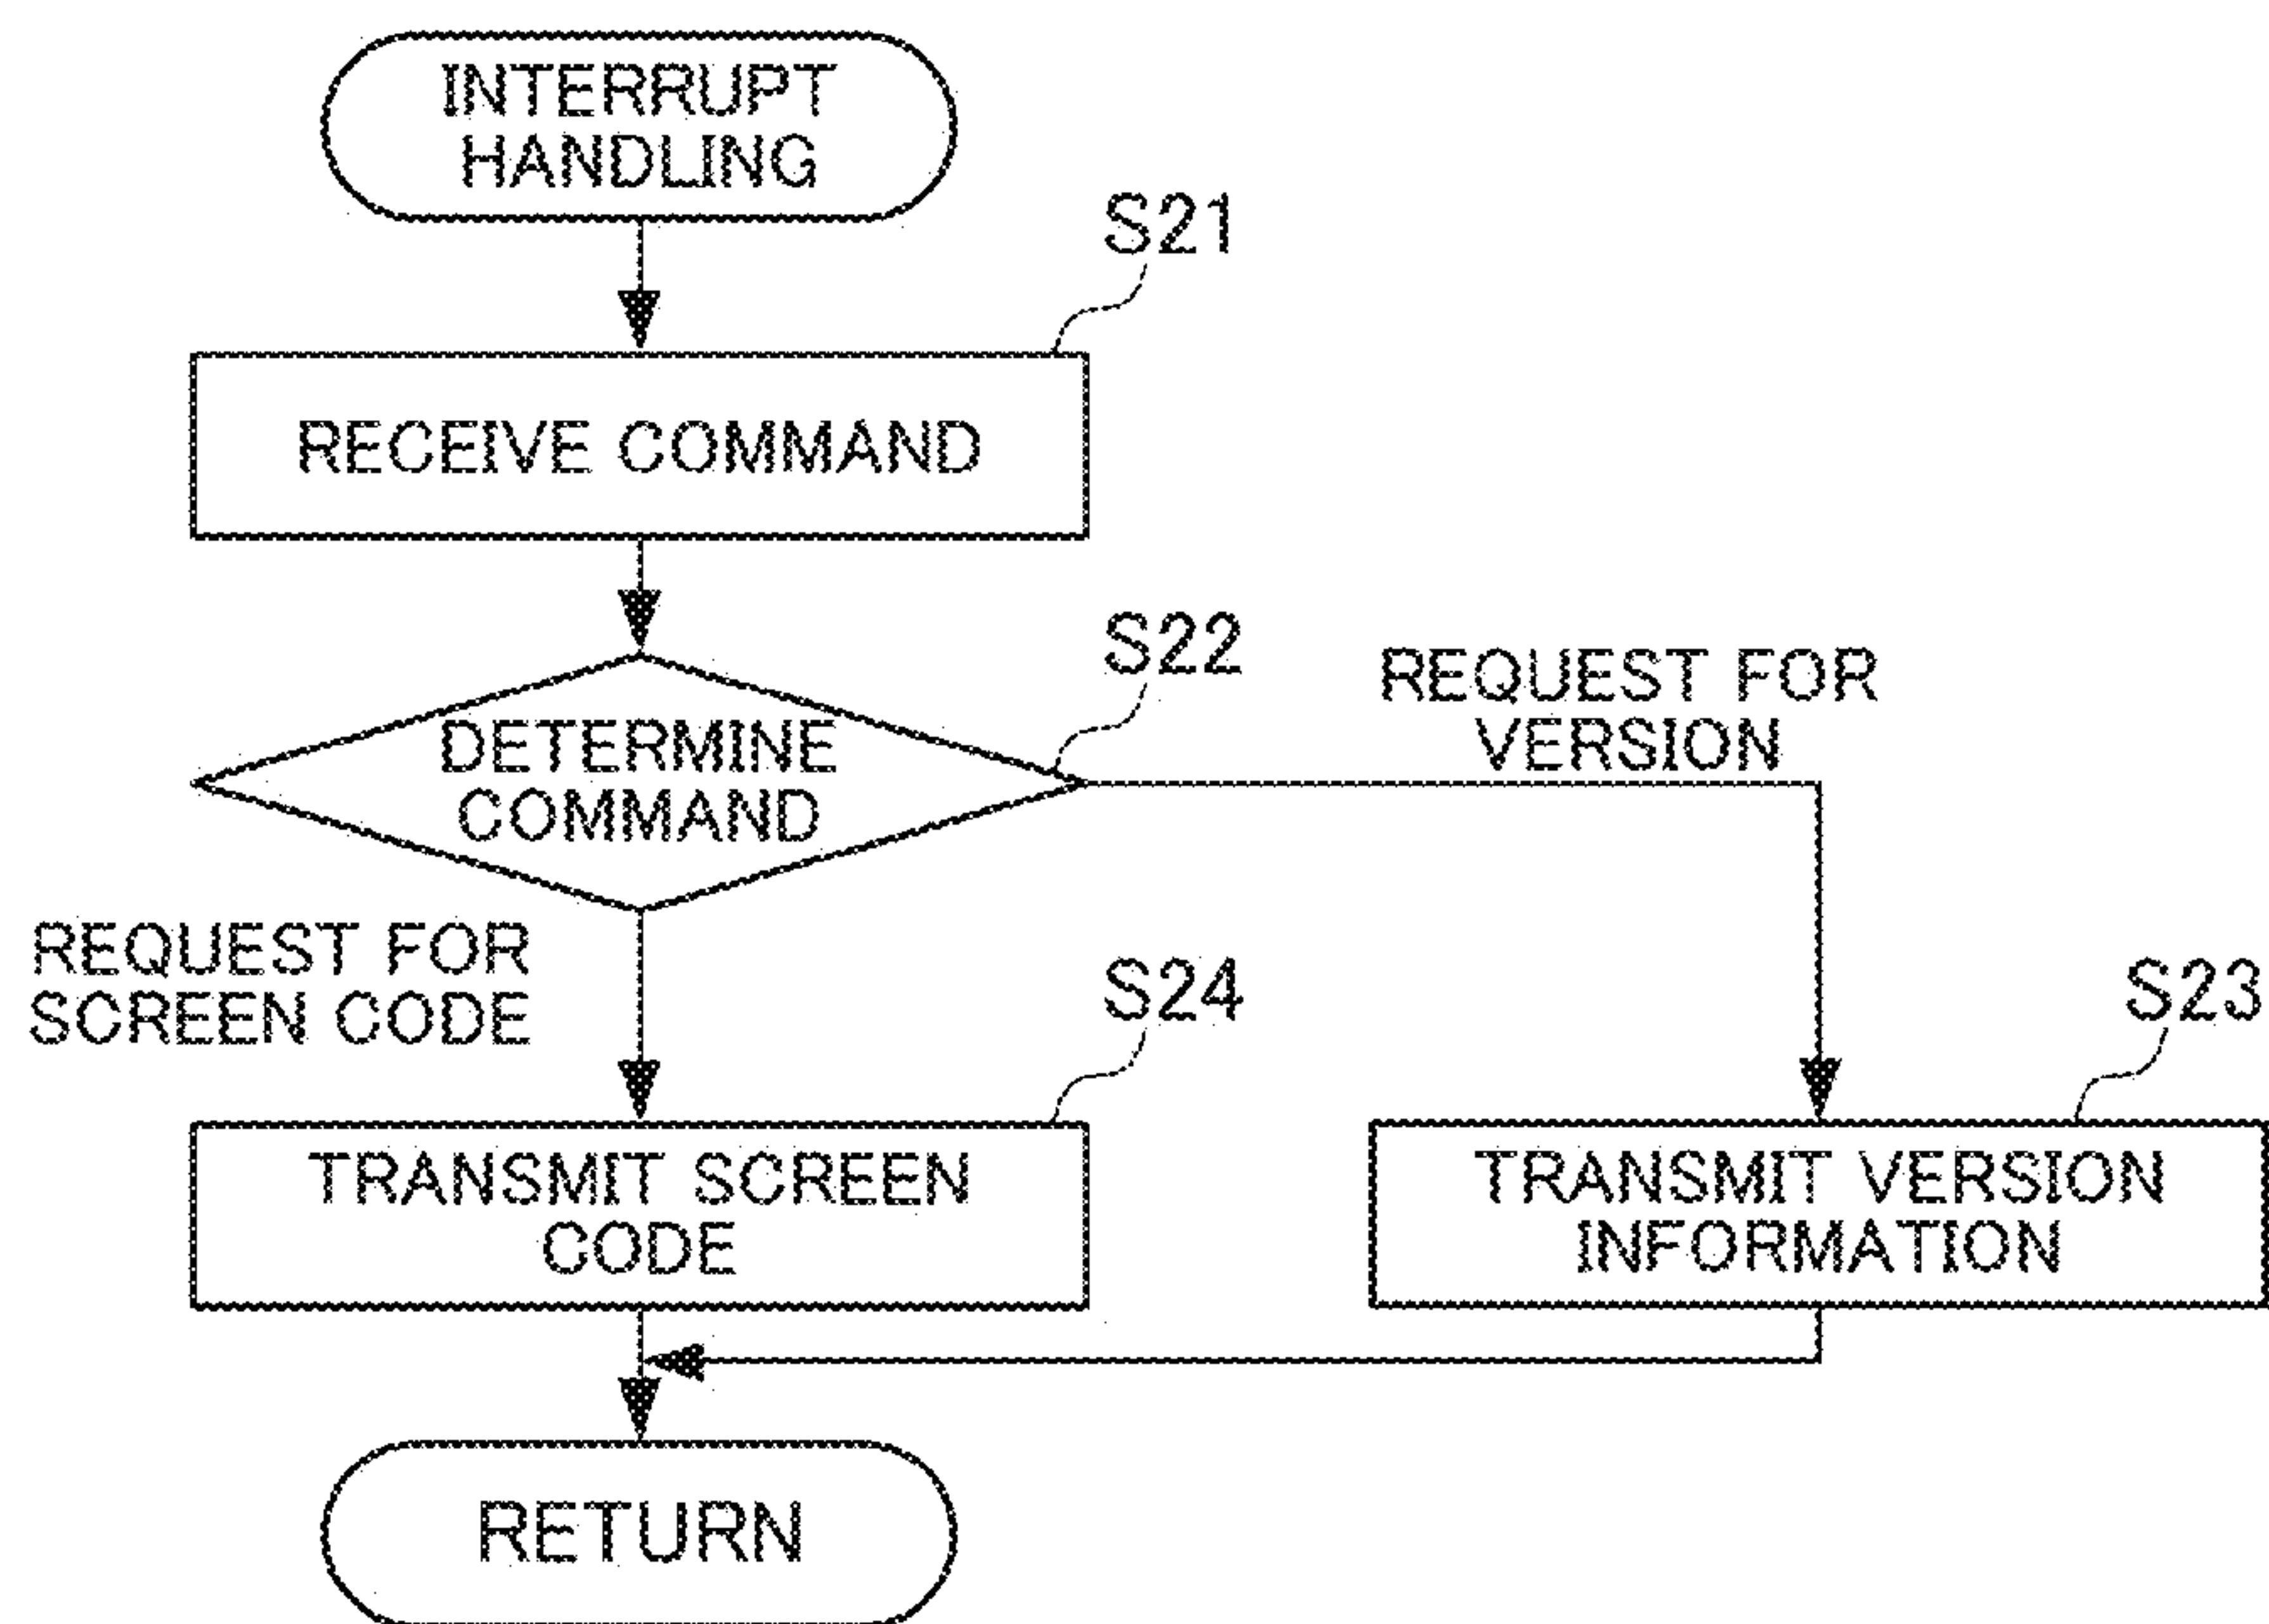 INTERRUPT
HANDLING
S21
RECEIVE COMMAND
S22
DETERMINE
COMMAND
REQUEST FOR
VERSION
REQUEST FOR
SCREEN CODE
S24
S23
TRANSMIT SCREEN
CODE
TRANSMIT VERSION
INFORMATION
RETURN